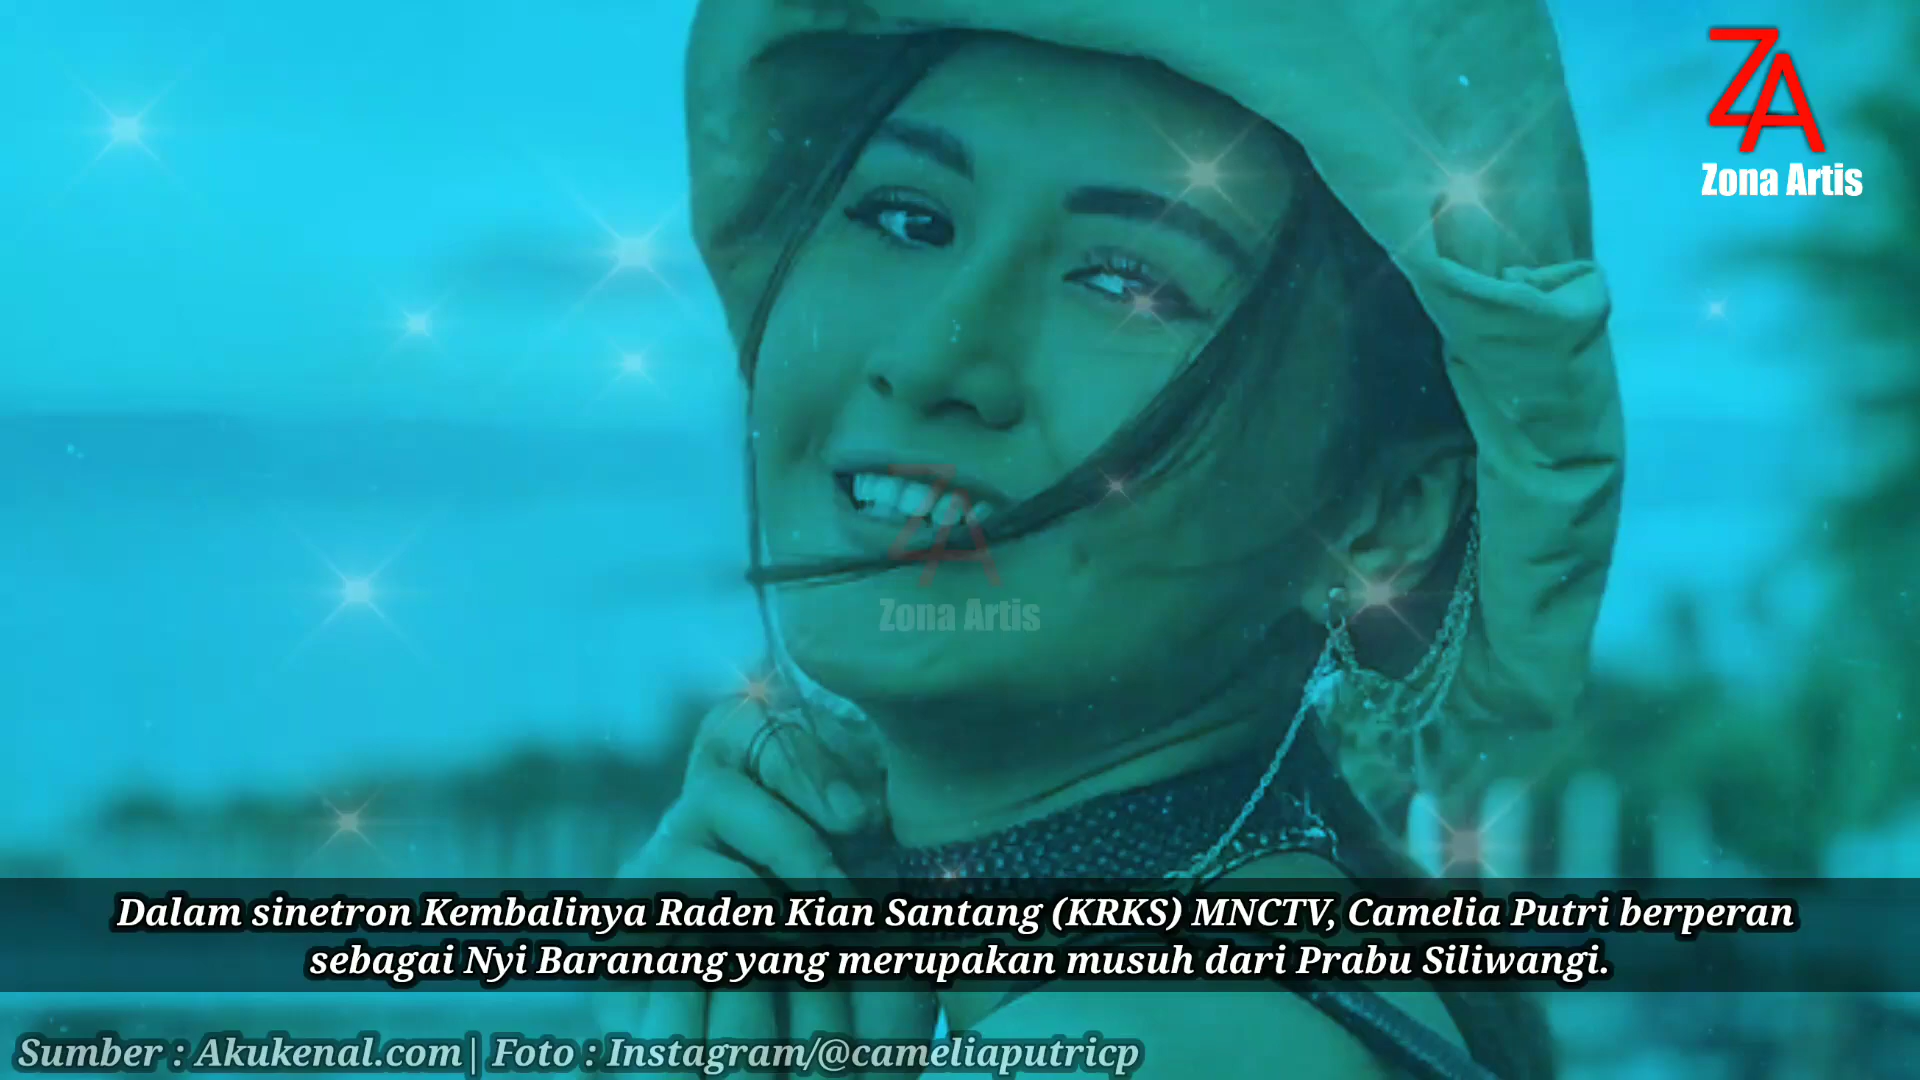 ZA
Zona Artis
ZA
Zona Artis
Dalam sinetron Kembalinya Raden Kian Santang (KRKS) MNCTV, Camelia Putri berperan
sebagai Nyi Baranang yang merupakan musuh dari Prabu Siliwangi.
Sumber : Akukenal.com| Foto : Instagram/@cameliaputricp